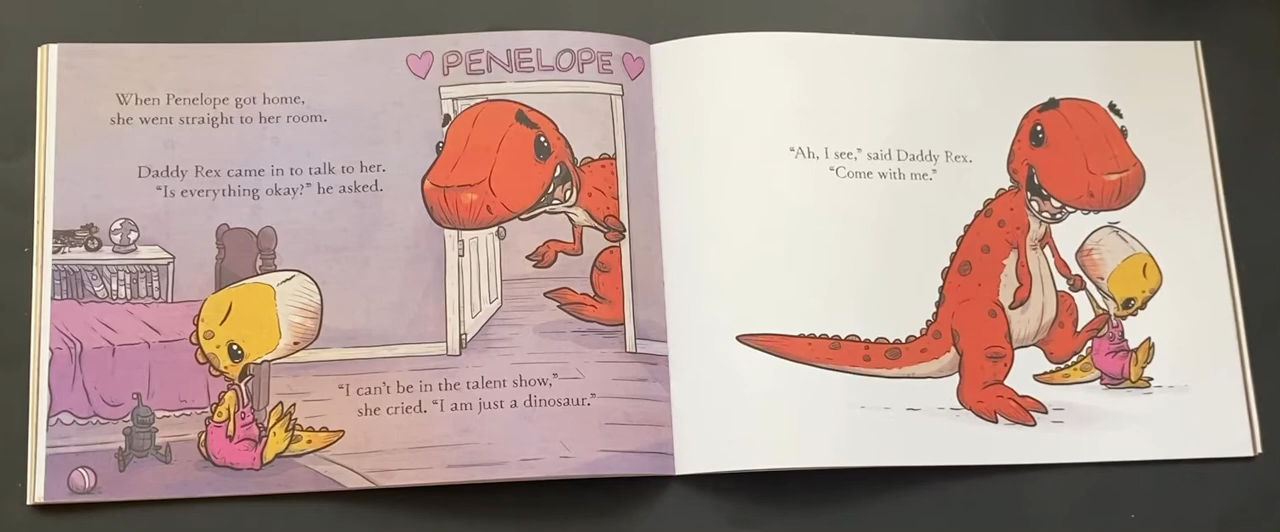 PENELOPE
When Penelope got home,
she went straight to her room.
Daddy Rex came in to talk to her.
“Is everything okay?” he asked.
“I can’t be in the talent show,”
she cried. “I am just a dinosaur.”
“Ah, I see,” said Daddy Rex.
“Come with me.”